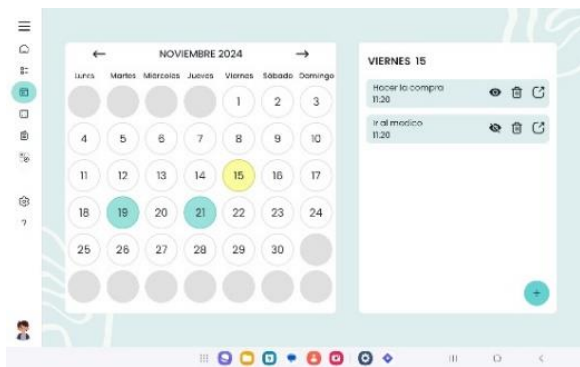 NOVIEMBRE 2024
Lunes Martes Miércoles Jueves Viernes Sábado Domingo
1 2 3
4 5 6 7 8 9 10
11 12 13 14 15 16 17
18 19 20 21 22 23 24
25 26 27 28 29 30
VIERNES 15
Hacer la compra
11:20
Ir al medico
11:20
+
?